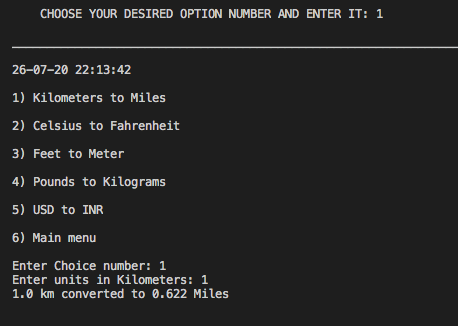 CHOOSE YOUR DESIRED OPTION NUMBER AND ENTER IT: 1
26-07-20 22:13:42
1) Kilometers to Miles
2) Celsius to Fahrenheit
3) Feet to Meter
4) Pounds to Kilograms
5) USD to INR
6) Main menu
Enter Choice number: 1
Enter units in Kilometers: 1
1.0 km converted to 0.622 Miles